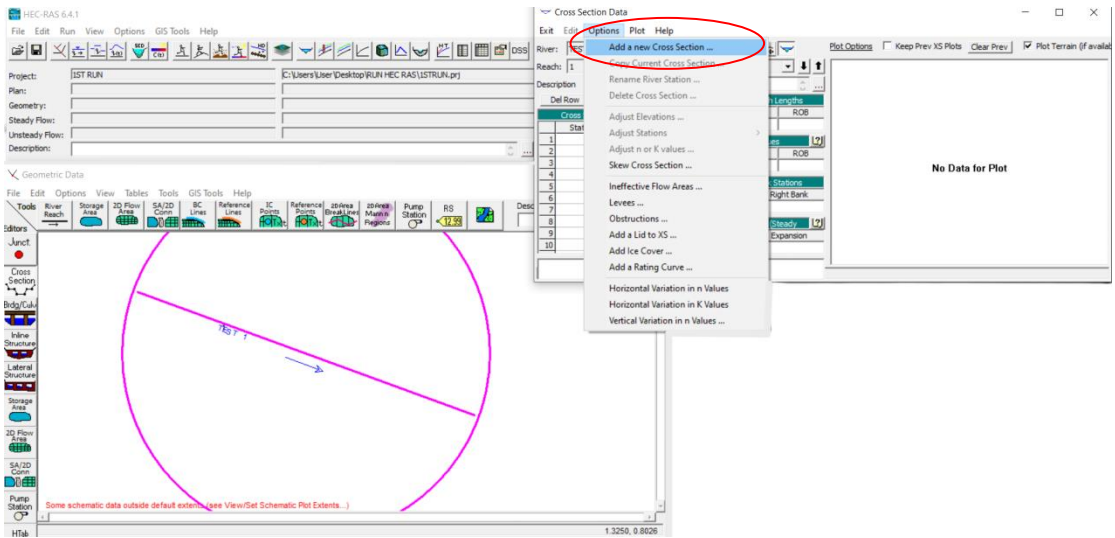 HEC-RAS 6.4.1
File Edit Run View Options GIS Tools Help
DSS
Project: 1ST RUN C:\Users\User\Desktop\RUN HEC RAS\1STRUN.prj
Plan:
Geometry:
Steady Flow:
Unsteady Flow:
Description:
Geometric Data
File Edit Options View Tables Tools GIS Tools Help
Tools
Editors
River Reach
Storage Area
2D Flow Area
SA/2D Conn
BC Lines
Reference Lines
IC Points
Reference Points
2D Area BreakLines
2D Area Mann n Regions
Pump Station
RS
12.99
Desc
Junct.
Cross Section
Brdg/Culv
Inline Structure
Lateral Structure
Storage Area
2D Flow Area
SA/2D Conn
Pump Station
HTab
TEST 1
Some schematic data outside default extents (see View/Set Schematic Plot Extents...)
1.3250, 0.8026
Cross Section Data
Exit Edit Options Plot Help
River: TES
Reach: 1
Description
Del Row
Cross
Stat
1
2
3
4
5
6
7
8
9
10
Add a new Cross Section ...
Copy Current Cross Section
Rename River Station ...
Delete Cross Section ...
Adjust Elevations ...
Adjust Stations
Adjust n or K values ...
Skew Cross Section ...
Ineffective Flow Areas ...
Levees ...
Obstructions ...
Add a Lid to XS ...
Add Ice Cover ...
Add a Rating Curve ...
Horizontal Variation in n Values
Horizontal Variation in K Values
Vertical Variation in n Values ...
Lengths
ROB
ROB
Stations
Right Bank
Steady
Expansion
Plot Options Keep Prev XS Plots Clear Prev Plot Terrain (if availab
No Data for Plot